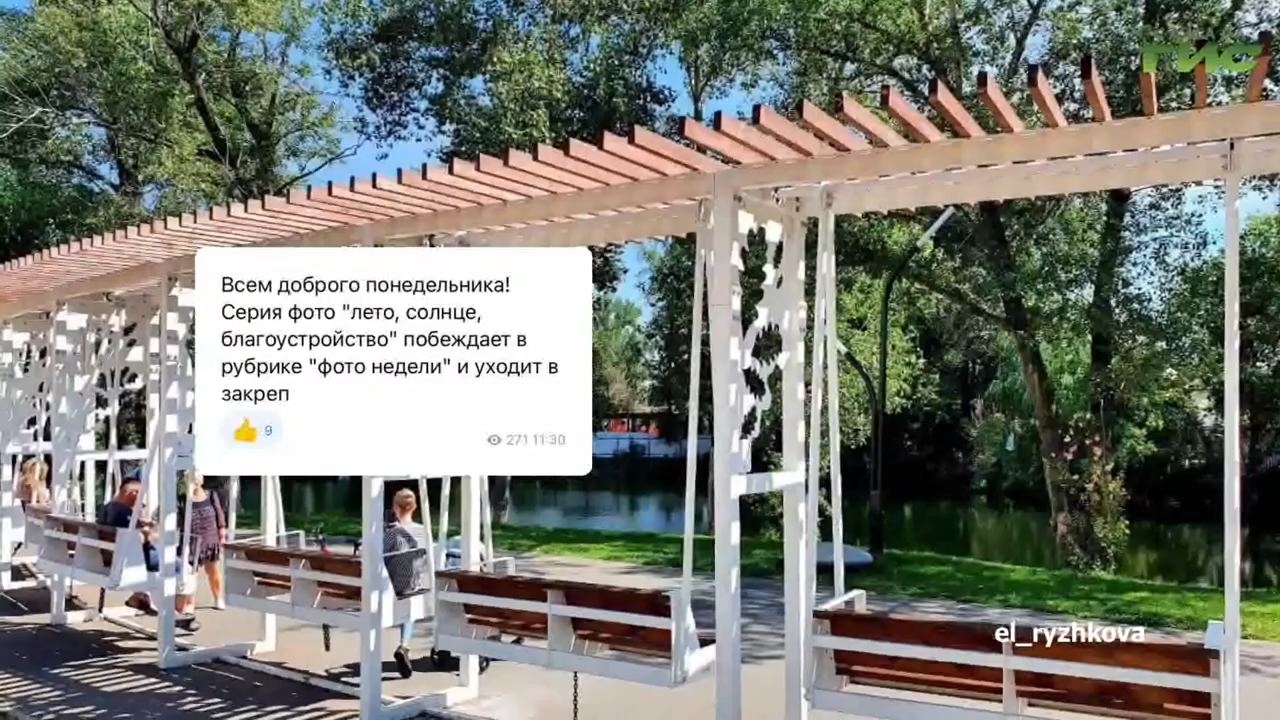 ГИС
Всем доброго понедельника!
Серия фото "лето, солнце,
благоустройство" побеждает в
рубрике "фото недели" и уходит в
закреп
9
271 11:30
el_ryzhkova